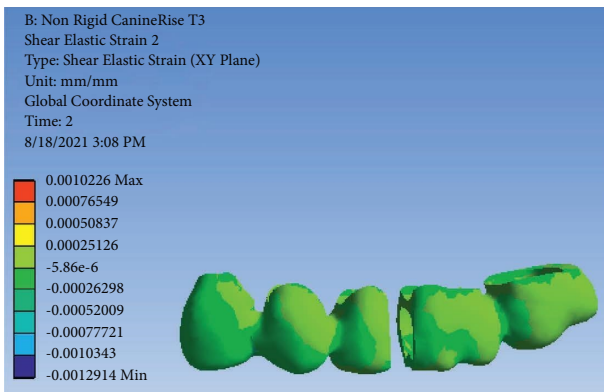 B: Non Rigid CanineRise T3
Shear Elastic Strain 2
Type: Shear Elastic Strain (XY Plane)
Unit: mm/mm
Global Coordinate System
Time: 2
8/18/2021 3:08 PM
0.0010226 Max
0.00076549
0.00050837
0.00025126
-5.86e-6
-0.00026298
-0.00052009
-0.00077721
-0.0010343
-0.0012914 Min